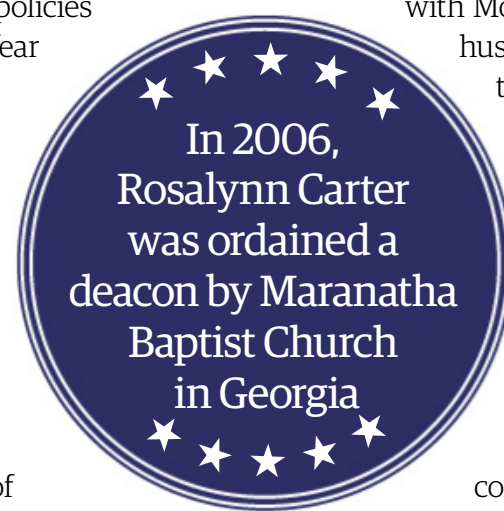 policies
fear
of
In 2006,
Rosalynn Carter
was ordained a
deacon by Maranatha
Baptist Church
in Georgia
with Mo
hus
t
co